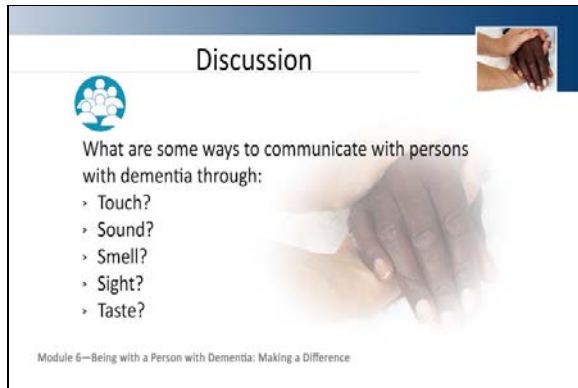 Discussion
What are some ways to communicate with persons
with dementia through:
› Touch?
› Sound?
› Smell?
› Sight?
› Taste?
Module 6—Being with a Person with Dementia: Making a Difference